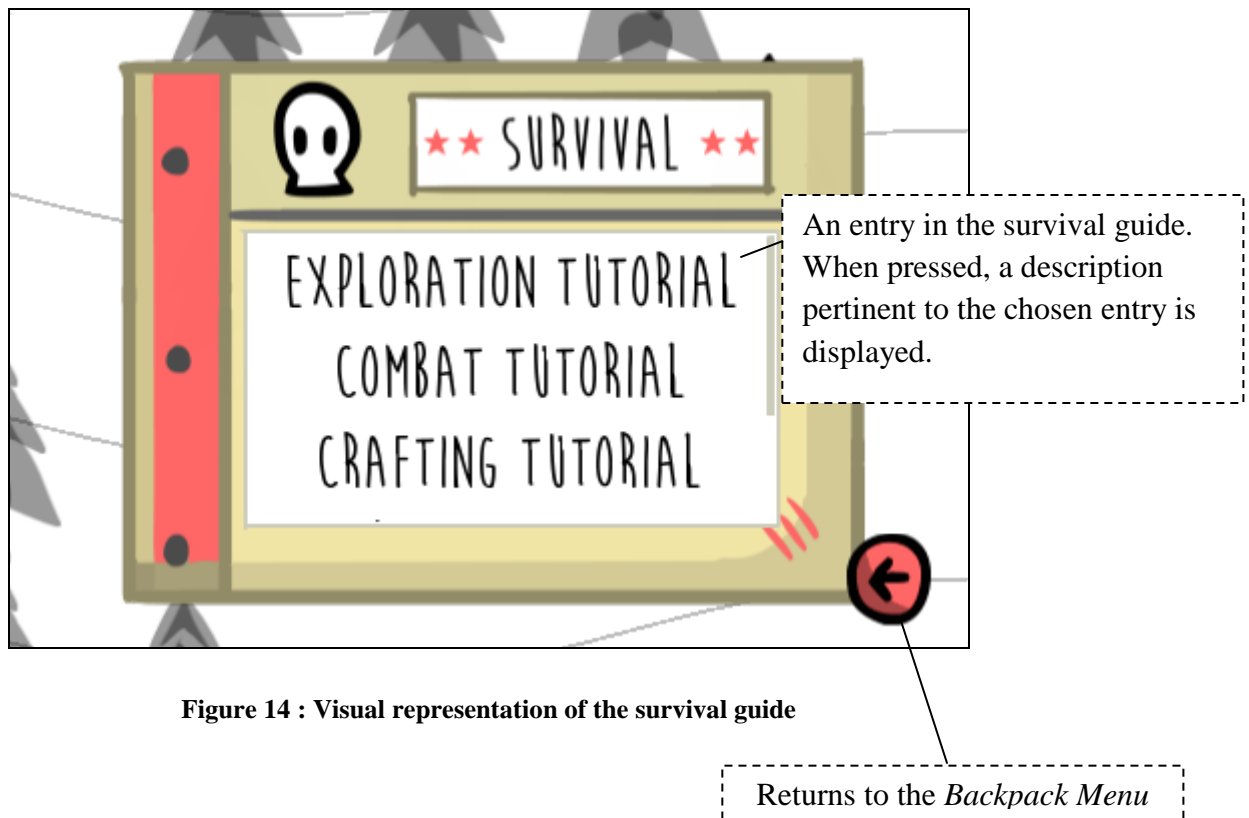 SURVIVAL
An entry in the survival guide.
When pressed, a description
pertinent to the chosen entry is
displayed.
EXPLORATION TUTORIAL
COMBAT TUTORIAL
CRAFTING TUTORIAL
Figure 14 : Visual representation of the survival guide
Returns to the Backpack Menu